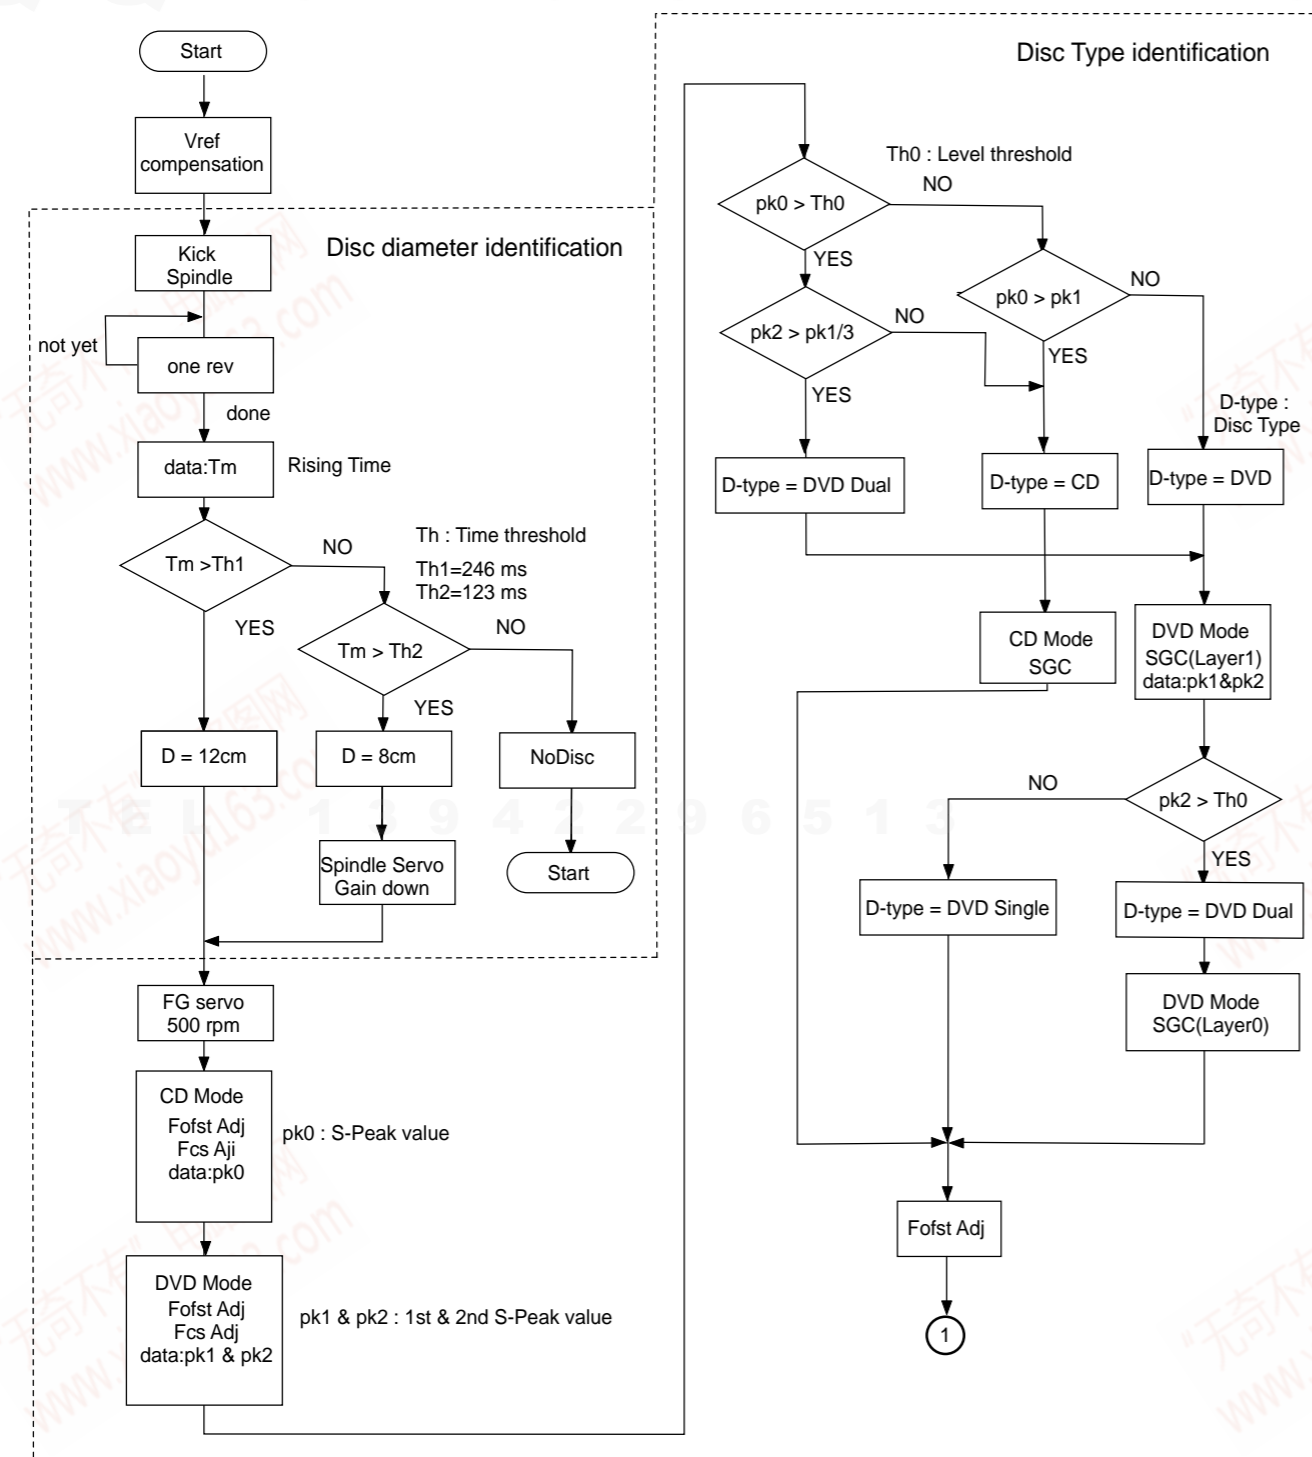 Start
Vref
compensation
Disc diameter identification
Kick
Spindle
not yet
one rev
done
data:Tm
Rising Time
Tm >Th1
NO
YES
Th : Time threshold
Th1=246 ms
Th2=123 ms
Tm > Th2
NO
YES
D = 12cm
D = 8cm
NoDisc
Spindle Servo
Gain down
Start
FG servo
500 rpm
CD Mode
Fofst Adj
Fcs Aji
data:pk0
pk0 : S-Peak value
DVD Mode
Fofst Adj
Fcs Adj
data:pk1 & pk2
pk1 & pk2 : 1st & 2nd S-Peak value
Disc Type identification
Th0 : Level threshold
pk0 > Th0
NO
YES
pk0 > pk1
NO
YES
pk2 > pk1/3
NO
YES
D-type :
Disc Type
D-type = DVD Dual
D-type = CD
D-type = DVD
CD Mode
SGC
DVD Mode
SGC(Layer1)
data:pk1&pk2
pk2 > Th0
NO
YES
D-type = DVD Single
D-type = DVD Dual
DVD Mode
SGC(Layer0)
Fofst Adj
1
TEL 13942296513
www.xiaoyu163.com